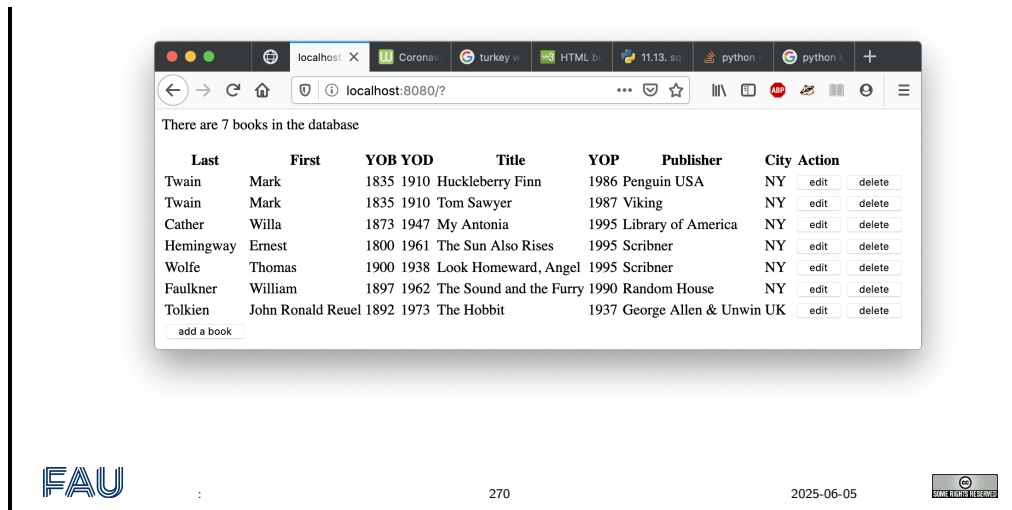 localhost: Coronav turkey w HTML bu 11.13. sq python - python li
localhost:8080/?
ABP
There are 7 books in the database
Last First YOB YOD Title YOP Publisher City Action
Twain Mark 1835 1910 Huckleberry Finn 1986 Penguin USA NY edit delete
Twain Mark 1835 1910 Tom Sawyer 1987 Viking NY edit delete
Cather Willa 1873 1947 My Antonia 1995 Library of America NY edit delete
Hemingway Ernest 1800 1961 The Sun Also Rises 1995 Scribner NY edit delete
Wolfe Thomas 1900 1938 Look Homeward, Angel 1995 Scribner NY edit delete
Faulkner William 1897 1962 The Sound and the Furry 1990 Random House NY edit delete
Tolkien John Ronald Reuel 1892 1973 The Hobbit 1937 George Allen & Unwin UK edit delete
add a book
FAU : 270 2025-06-05
cc
SOME RIGHTS RESERVED